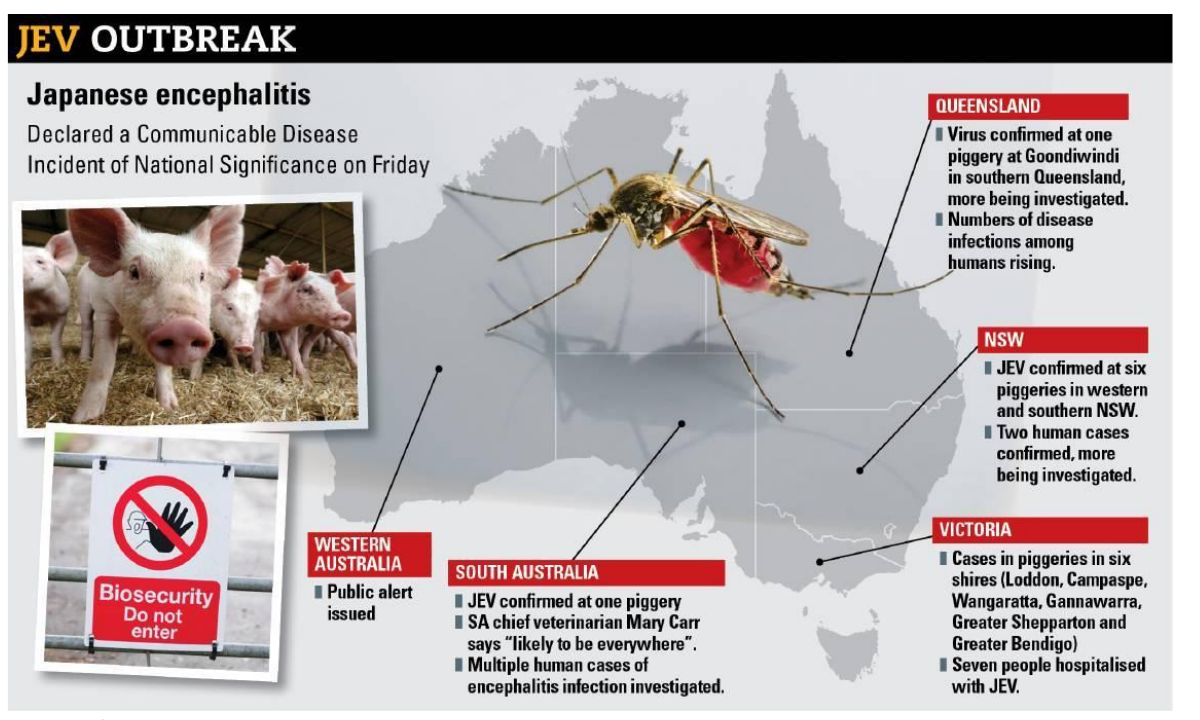 JEV OUTBREAK
Japanese encephalitis
Declared a Communicable Disease
Incident of National Significance on Friday
Biosecurity
Do not
enter
WESTERN
AUSTRALIA
Public alert
issued
SOUTH AUSTRALIA
JEV confirmed at one piggery
SA chief veterinarian Mary Carr
says “likely to be everywhere”.
Multiple human cases of
encephalitis infection investigated.
QUEENSLAND
Virus confirmed at one
piggery at Goondiwindi
in southern Queensland,
more being investigated.
Numbers of disease
infections among
humans rising.
NSW
JEV confirmed at six
piggeries in western
and southern NSW.
Two human cases
confirmed, more
being investigated.
VICTORIA
Cases in piggeries in six
shires (Loddon, Campaspe,
Wangaratta, Gannawarra,
Greater Shepparton and
Greater Bendigo)
Seven people hospitalised
with JEV.